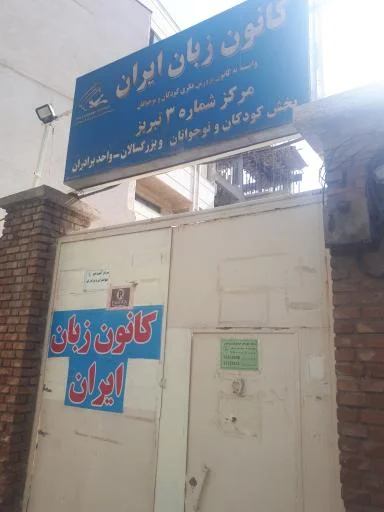 کانون زبان ایران
وابسته به کانون پرورش فکری کودکان و نوجوانان
مرکز شماره ۳ تبریز
بخش کودکان و نوجوانان و بزرگسالان-واحد برادران
کانون زبان
ایران